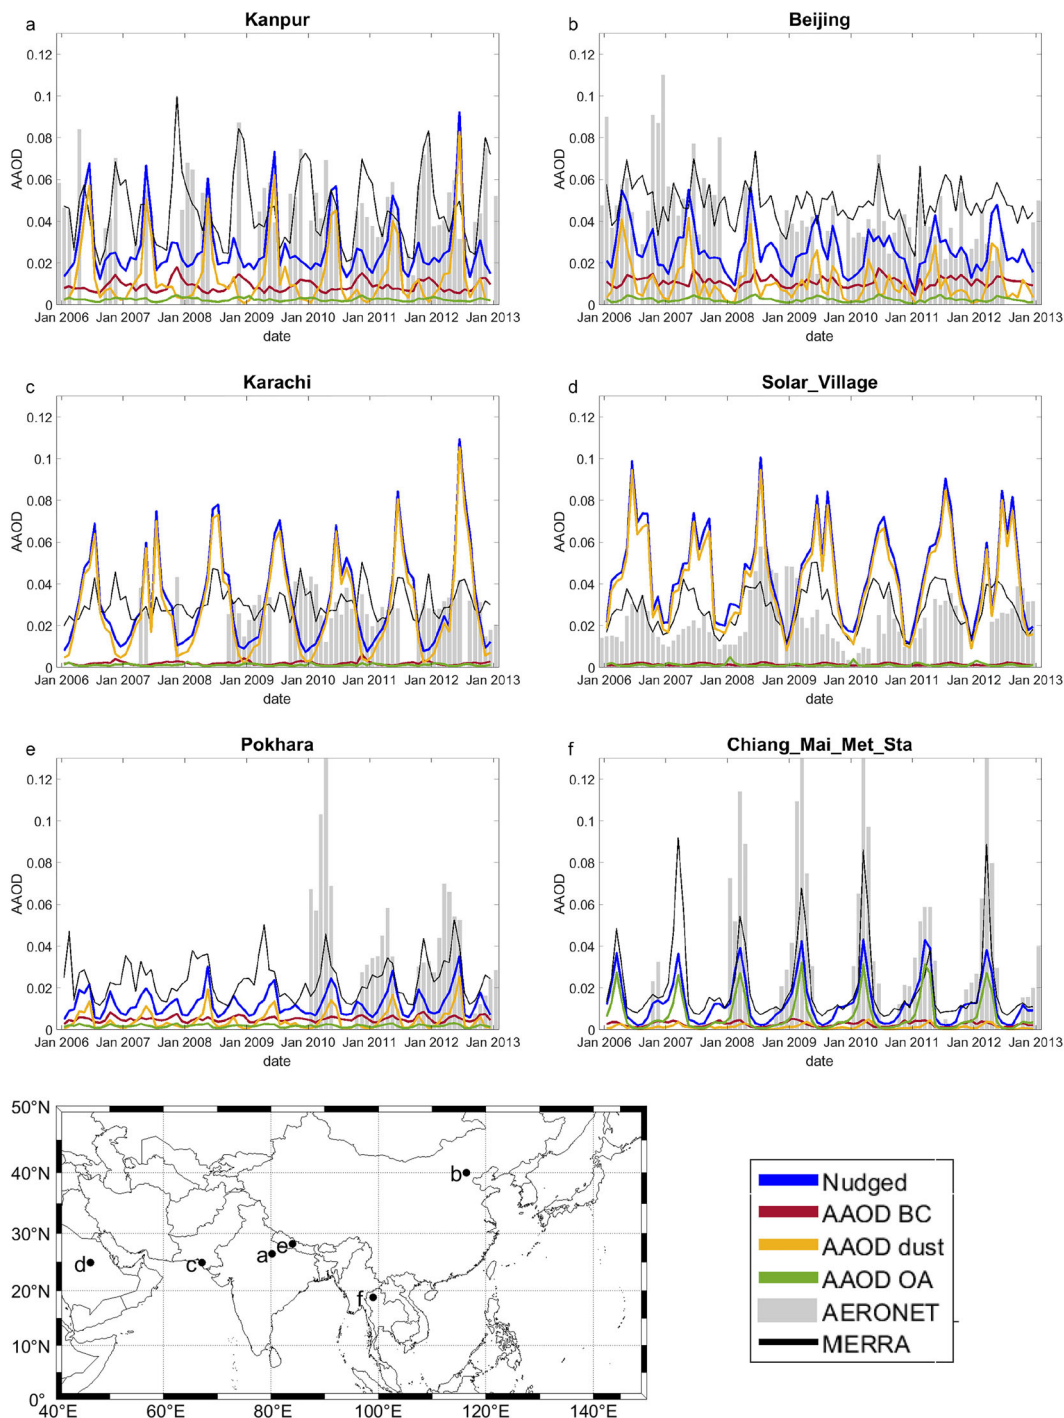 a Kanpur
0.12
0.1
0.08
0.06
0.04
0.02
0
AAOD
Jan 2006 Jan 2007 Jan 2008 Jan 2009 Jan 2010 Jan 2011 Jan 2012 Jan 2013
date
b Beijing
0.12
0.1
0.08
0.06
0.04
0.02
0
AAOD
Jan 2006 Jan 2007 Jan 2008 Jan 2009 Jan 2010 Jan 2011 Jan 2012 Jan 2013
date
c Karachi
0.12
0.1
0.08
0.06
0.04
0.02
0
AAOD
Jan 2006 Jan 2007 Jan 2008 Jan 2009 Jan 2010 Jan 2011 Jan 2012 Jan 2013
date
d Solar_Village
0.12
0.1
0.08
0.06
0.04
0.02
0
AAOD
Jan 2006 Jan 2007 Jan 2008 Jan 2009 Jan 2010 Jan 2011 Jan 2012 Jan 2013
date
e Pokhara
0.12
0.1
0.08
0.06
0.04
0.02
0
AAOD
Jan 2006 Jan 2007 Jan 2008 Jan 2009 Jan 2010 Jan 2011 Jan 2012 Jan 2013
date
f Chiang_Mai_Met_Sta
0.12
0.1
0.08
0.06
0.04
0.02
0
AAOD
Jan 2006 Jan 2007 Jan 2008 Jan 2009 Jan 2010 Jan 2011 Jan 2012 Jan 2013
date
50°N
40°N
30°N
20°N
10°N
0°
40°E 60°E 80°E 100°E 120°E 140°E
b
e
a
d
c
f
Nudged
AAOD BC
AAOD dust
AAOD OA
AERONET
MERRA